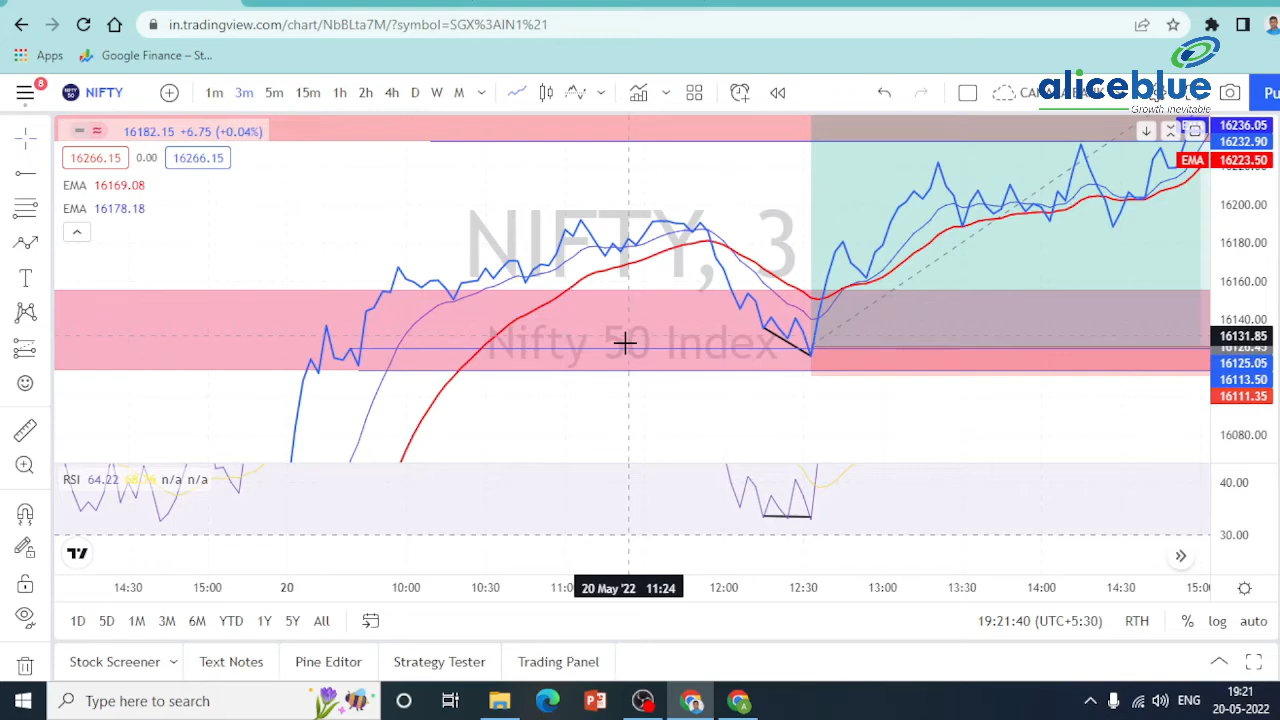 in.tradingview.com/chart/NbBLta7M/?symbol=SGX%3AIN1%21
Apps
Google Finance – St...
8
NIFTY
1m 3m 5m 15m 1h 2h 4h D W M
aliceblue
Growth inevitable
Pu
16182.15 +6.75 (+0.04%)
16266.15 0.00 16266.15
EMA 16169.08
EMA 16178.18
NIFTY, 3
Nifty 50 Index
16236.05
16232.90
EMA 16223.50
16200.00
16180.00
16160.00
16140.00
16131.85
16125.05
16113.50
16111.35
16080.00
RSI 64.22 n/a n/a
40.00
30.00
14:30 15:00 20 10:00 10:30 11:0 20 May '22 11:24 12:00 12:30 13:00 13:30 14:00 14:30 15:00
1D 5D 1M 3M 6M YTD 1Y 5Y All
19:21:40 (UTC+5:30) RTH % log auto
Stock Screener Text Notes Pine Editor Strategy Tester Trading Panel
Type here to search
ENG
19:21
20-05-2022